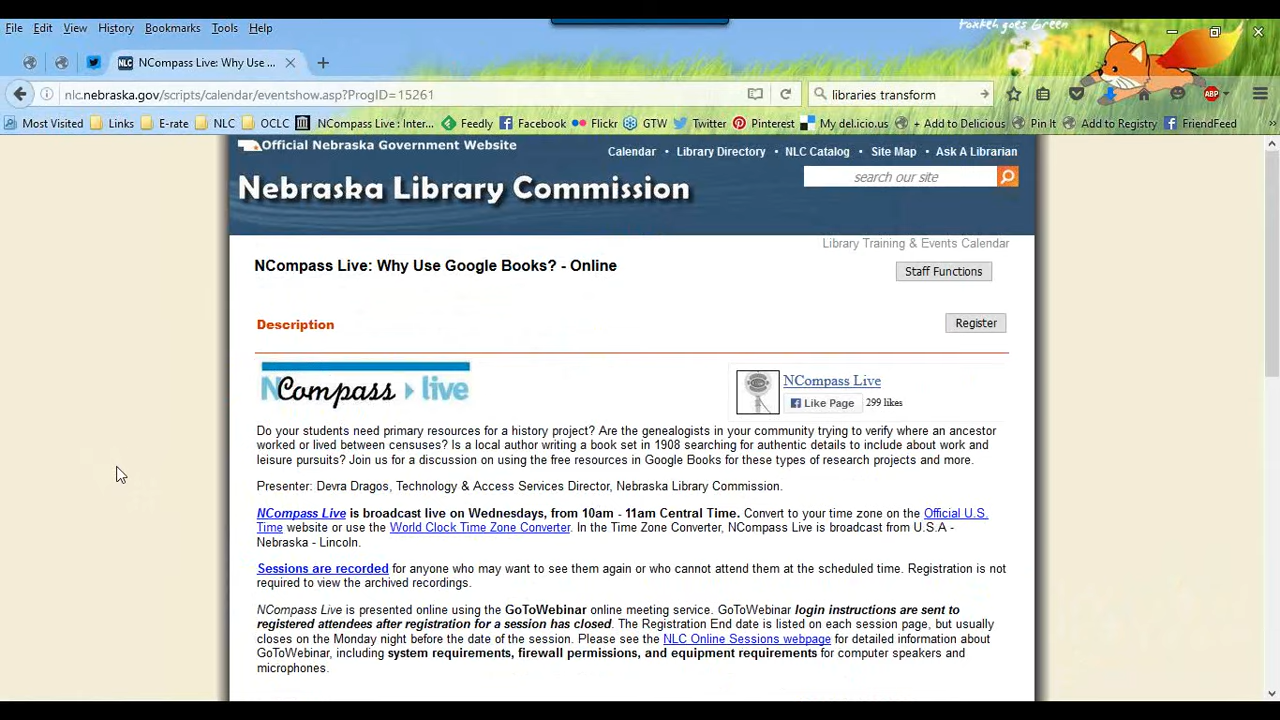 foxkeh goes Green
File Edit View History Bookmarks Tools Help
NLC NCompass Live: Why Use ...
nlc.nebraska.gov/scripts/calendar/eventshow.asp?ProgID=15261 libraries transform ABP
Most Visited Links E-rate NLC OCLC NCompass Live : Inter... Feedly Facebook Flickr GTW Twitter Pinterest My del.icio.us + Add to Delicious Pin It Add to Registry FriendFeed »
Official Nebraska Government Website
Calendar • Library Directory • NLC Catalog • Site Map • Ask A Librarian
Nebraska Library Commission
search our site
Library Training & Events Calendar
NCompass Live: Why Use Google Books? - Online
Staff Functions
Description
Register
NCompass live
NCompass Live
Like Page 299 likes
Do your students need primary resources for a history project? Are the genealogists in your community trying to verify where an ancestor
worked or lived between censuses? Is a local author writing a book set in 1908 searching for authentic details to include about work and
leisure pursuits? Join us for a discussion on using the free resources in Google Books for these types of research projects and more.
Presenter: Devra Dragos, Technology & Access Services Director, Nebraska Library Commission.
NCompass Live is broadcast live on Wednesdays, from 10am - 11am Central Time. Convert to your time zone on the Official U.S.
Time website or use the World Clock Time Zone Converter. In the Time Zone Converter, NCompass Live is broadcast from U.S.A -
Nebraska - Lincoln.
Sessions are recorded for anyone who may want to see them again or who cannot attend them at the scheduled time. Registration is not
required to view the archived recordings.
NCompass Live is presented online using the GoToWebinar online meeting service. GoToWebinar login instructions are sent to
registered attendees after registration for a session has closed. The Registration End date is listed on each session page, but usually
closes on the Monday night before the date of the session. Please see the NLC Online Sessions webpage for detailed information about
GoToWebinar, including system requirements, firewall permissions, and equipment requirements for computer speakers and
microphones.